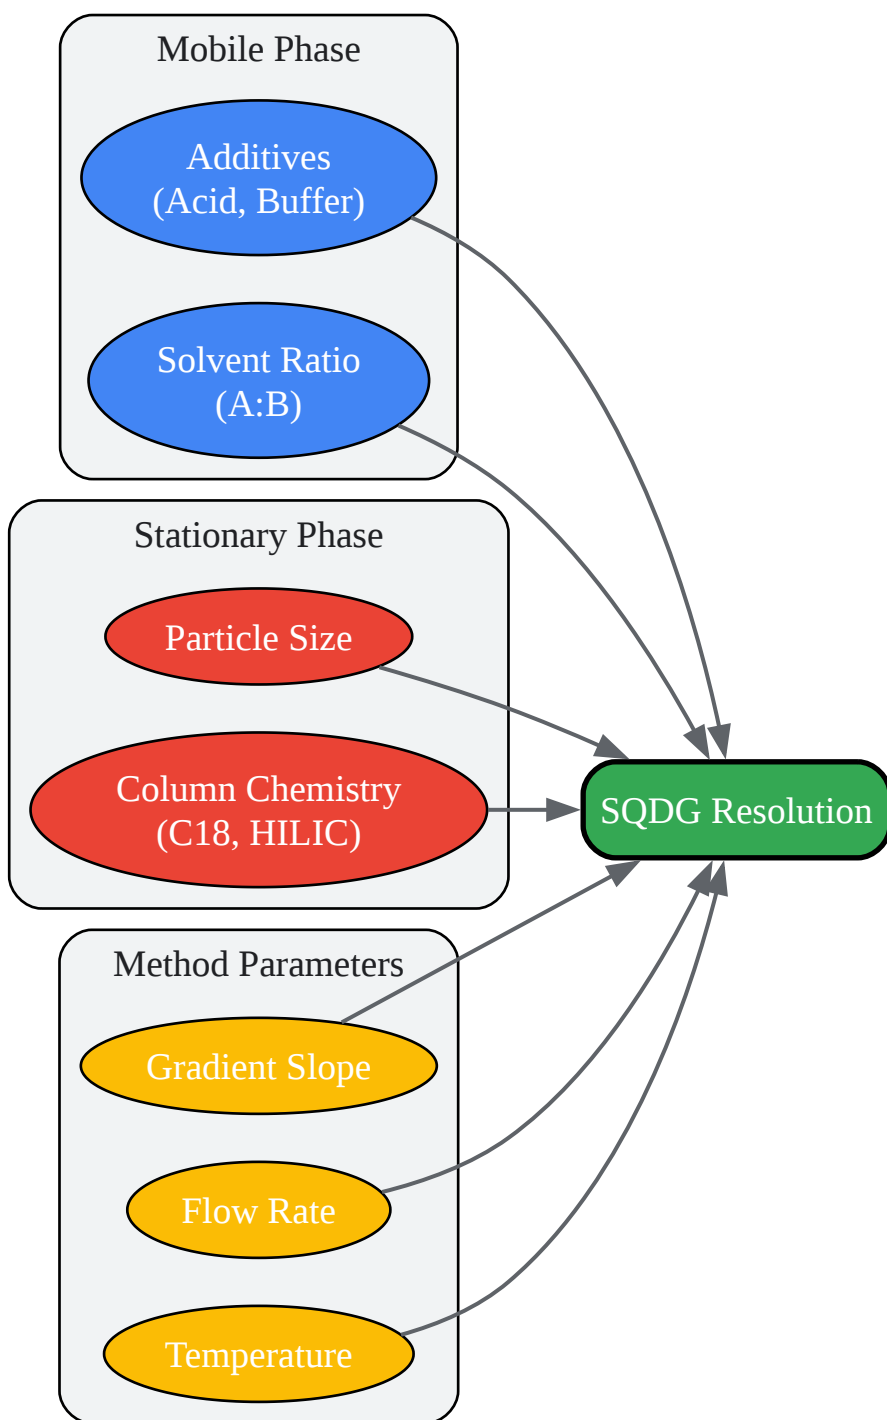 Mobile Phase
Additives
(Acid, Buffer)
Solvent Ratio
(A:B)
Stationary Phase
Particle Size
Column Chemistry
(C18, HILIC)
SQDG Resolution
Method Parameters
Gradient Slope
Flow Rate
Temperature